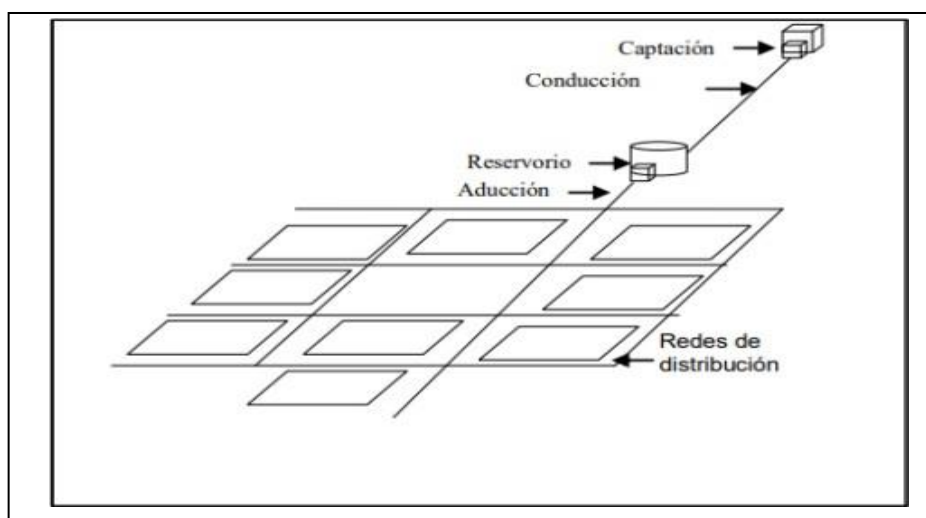 Captación
Conducción
Reservorio
Aducción
Redes de
distribución